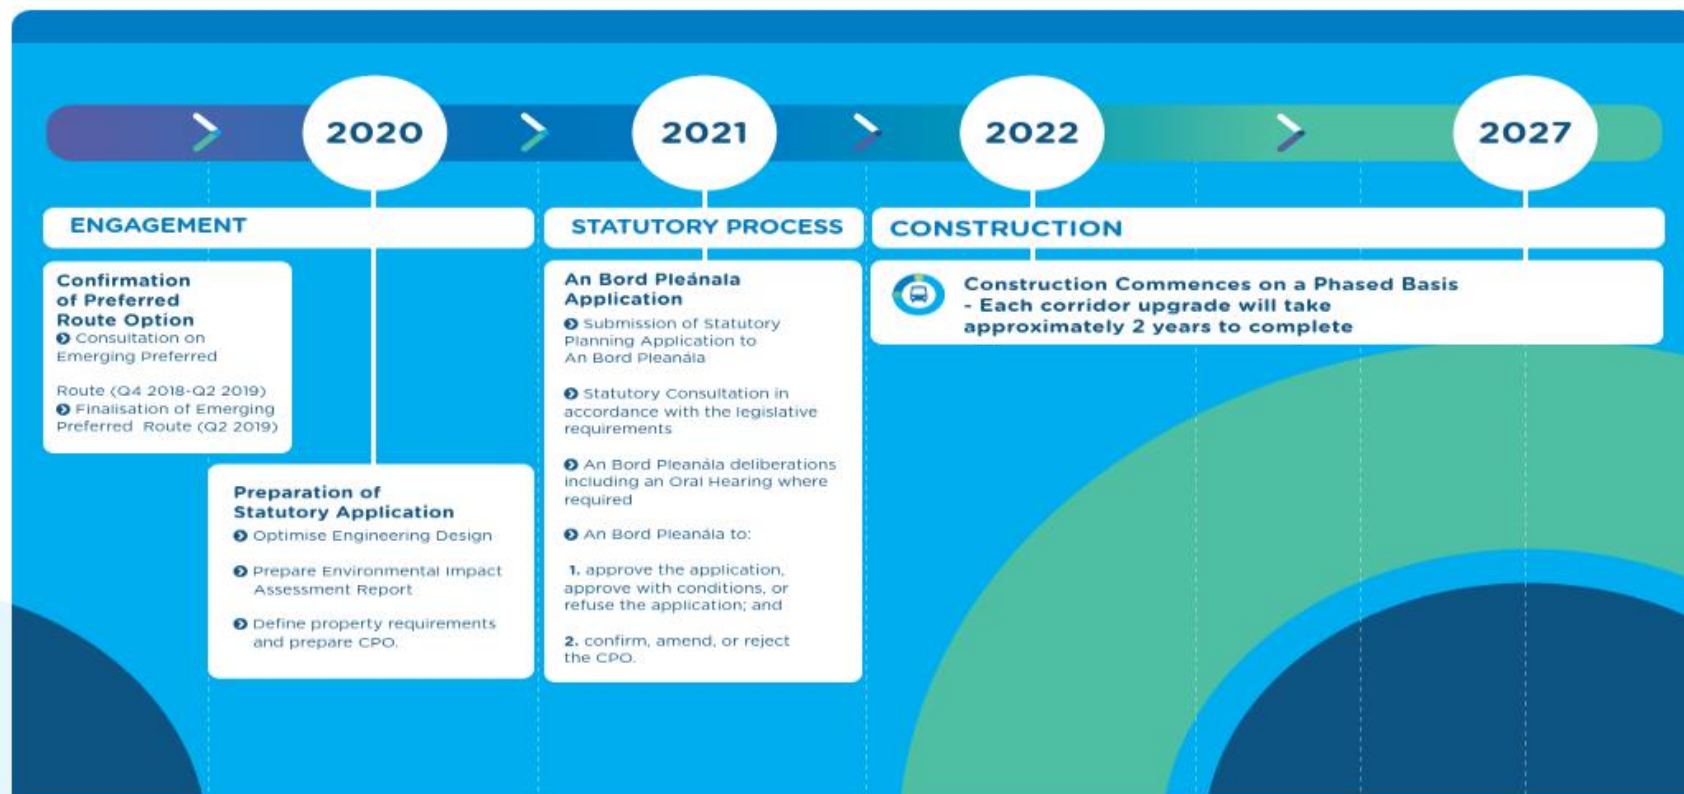 2020
2021
2022
2027
ENGAGEMENT
STATUTORY PROCESS
CONSTRUCTION
Confirmation
of Preferred
Route Option
Consultation on
Emerging Preferred
Route (Q4 2018-Q2 2019)
Finalisation of Emerging
Preferred Route (Q2 2019)
Preparation of
Statutory Application
Optimise Engineering Design
Prepare Environmental Impact
Assessment Report
Define property requirements
and prepare CPO.
An Bord Pleánala
Application
Submission of Statutory
Planning Application to
An Bord Pleanála
Statutory Consultation in
accordance with the legislative
requirements
An Bord Pleanála deliberations
including an Oral Hearing where
required
An Bord Pleanála to:
1. approve the application,
approve with conditions, or
refuse the application; and
2. confirm, amend, or reject
the CPO.
Construction Commences on a Phased Basis
- Each corridor upgrade will take
approximately 2 years to complete